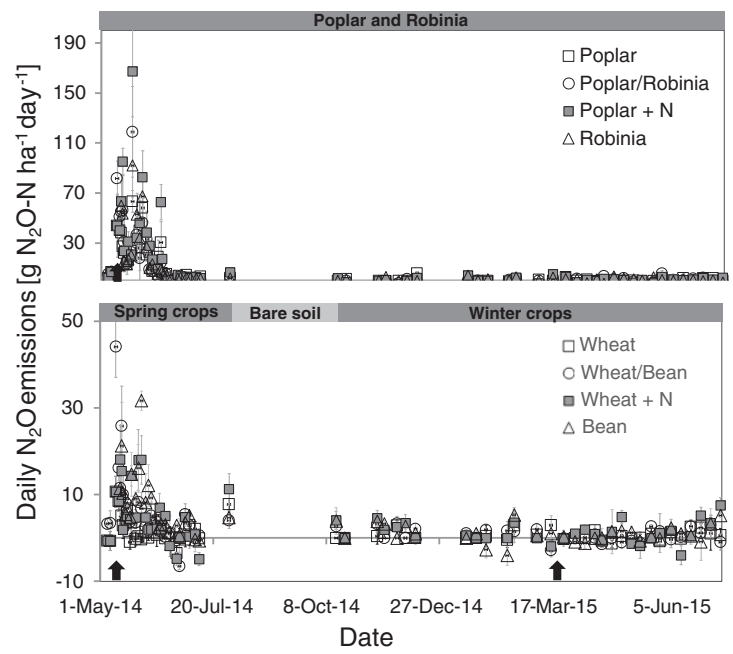 Poplar and Robinia
190
150
110
70
30
Poplar
Poplar/Robinia
Poplar + N
Robinia
Daily N₂O emissions [g N₂O-N ha⁻¹ day⁻¹]
Spring crops Bare soil Winter crops
50
30
10
-10
Wheat
Wheat/Bean
Wheat + N
Bean
1-May-14 20-Jul-14 8-Oct-14 27-Dec-14 17-Mar-15 5-Jun-15
Date